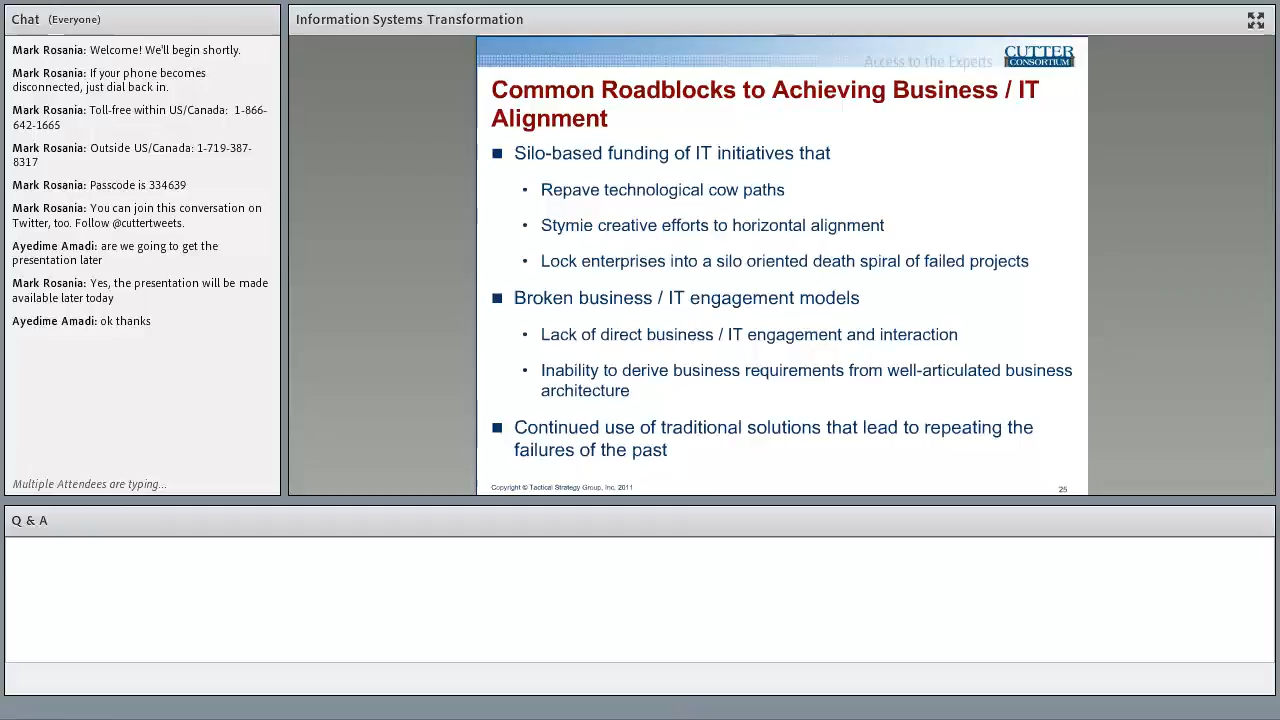 Chat (Everyone)
Mark Rosania: Welcome! We'll begin shortly.
Mark Rosania: If your phone becomes
disconnected, just dial back in.
Mark Rosania: Toll-free within US/Canada: 1-866-
642-1665
Mark Rosania: Outside US/Canada: 1-719-387-
8317
Mark Rosania: Passcode is 334639
Mark Rosania: You can join this conversation on
Twitter, too. Follow @cuttertweets.
Ayedime Amadi: are we going to get the
presentation later
Mark Rosania: Yes, the presentation will be made
available later today
Ayedime Amadi: ok thanks
Multiple Attendees are typing...
Information Systems Transformation
Access to the Experts
CUTTER
CONSORTIUM
Common Roadblocks to Achieving Business / IT
Alignment
■ Silo-based funding of IT initiatives that
• Repave technological cow paths
• Stymie creative efforts to horizontal alignment
• Lock enterprises into a silo oriented death spiral of failed projects
■ Broken business / IT engagement models
• Lack of direct business / IT engagement and interaction
• Inability to derive business requirements from well-articulated business
architecture
■ Continued use of traditional solutions that lead to repeating the
failures of the past
Copyright © Tactical Strategy Group, Inc. 2011
25
Q & A